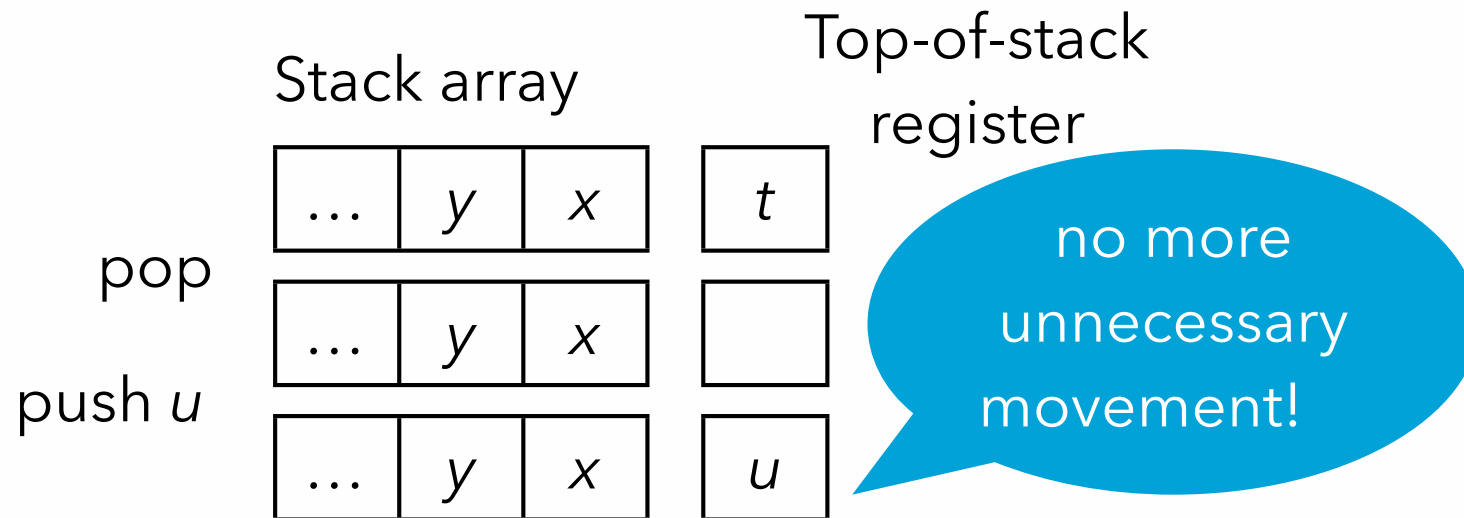 Top-of-stack
register
Stack array
… y x t
pop
… y x
push u
… y x u
no more
unnecessary
movement!